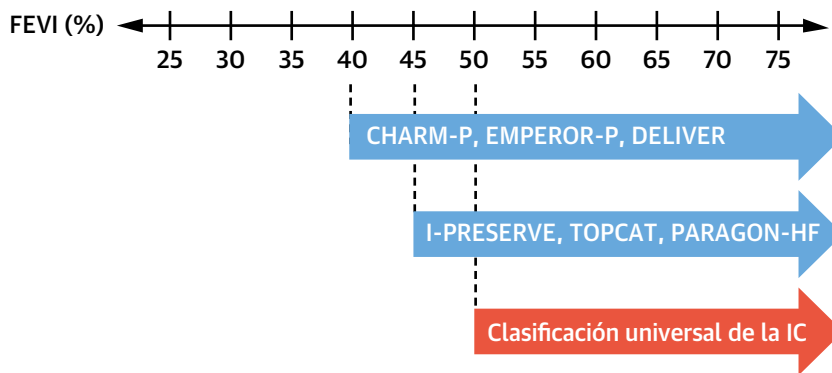 FEVI (%)
25 30 35 40 45 50 55 60 65 70 75
CHARM-P, EMPEROR-P, DELIVER
I-PRESERVE, TOPCAT, PARAGON-HF
Clasificación universal de la IC